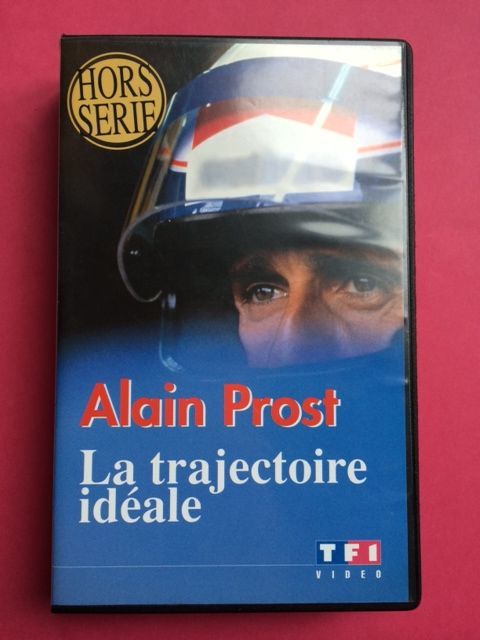 HORS
SERIE
Alain Prost
La trajectoire
idéale
TF1
VIDEO